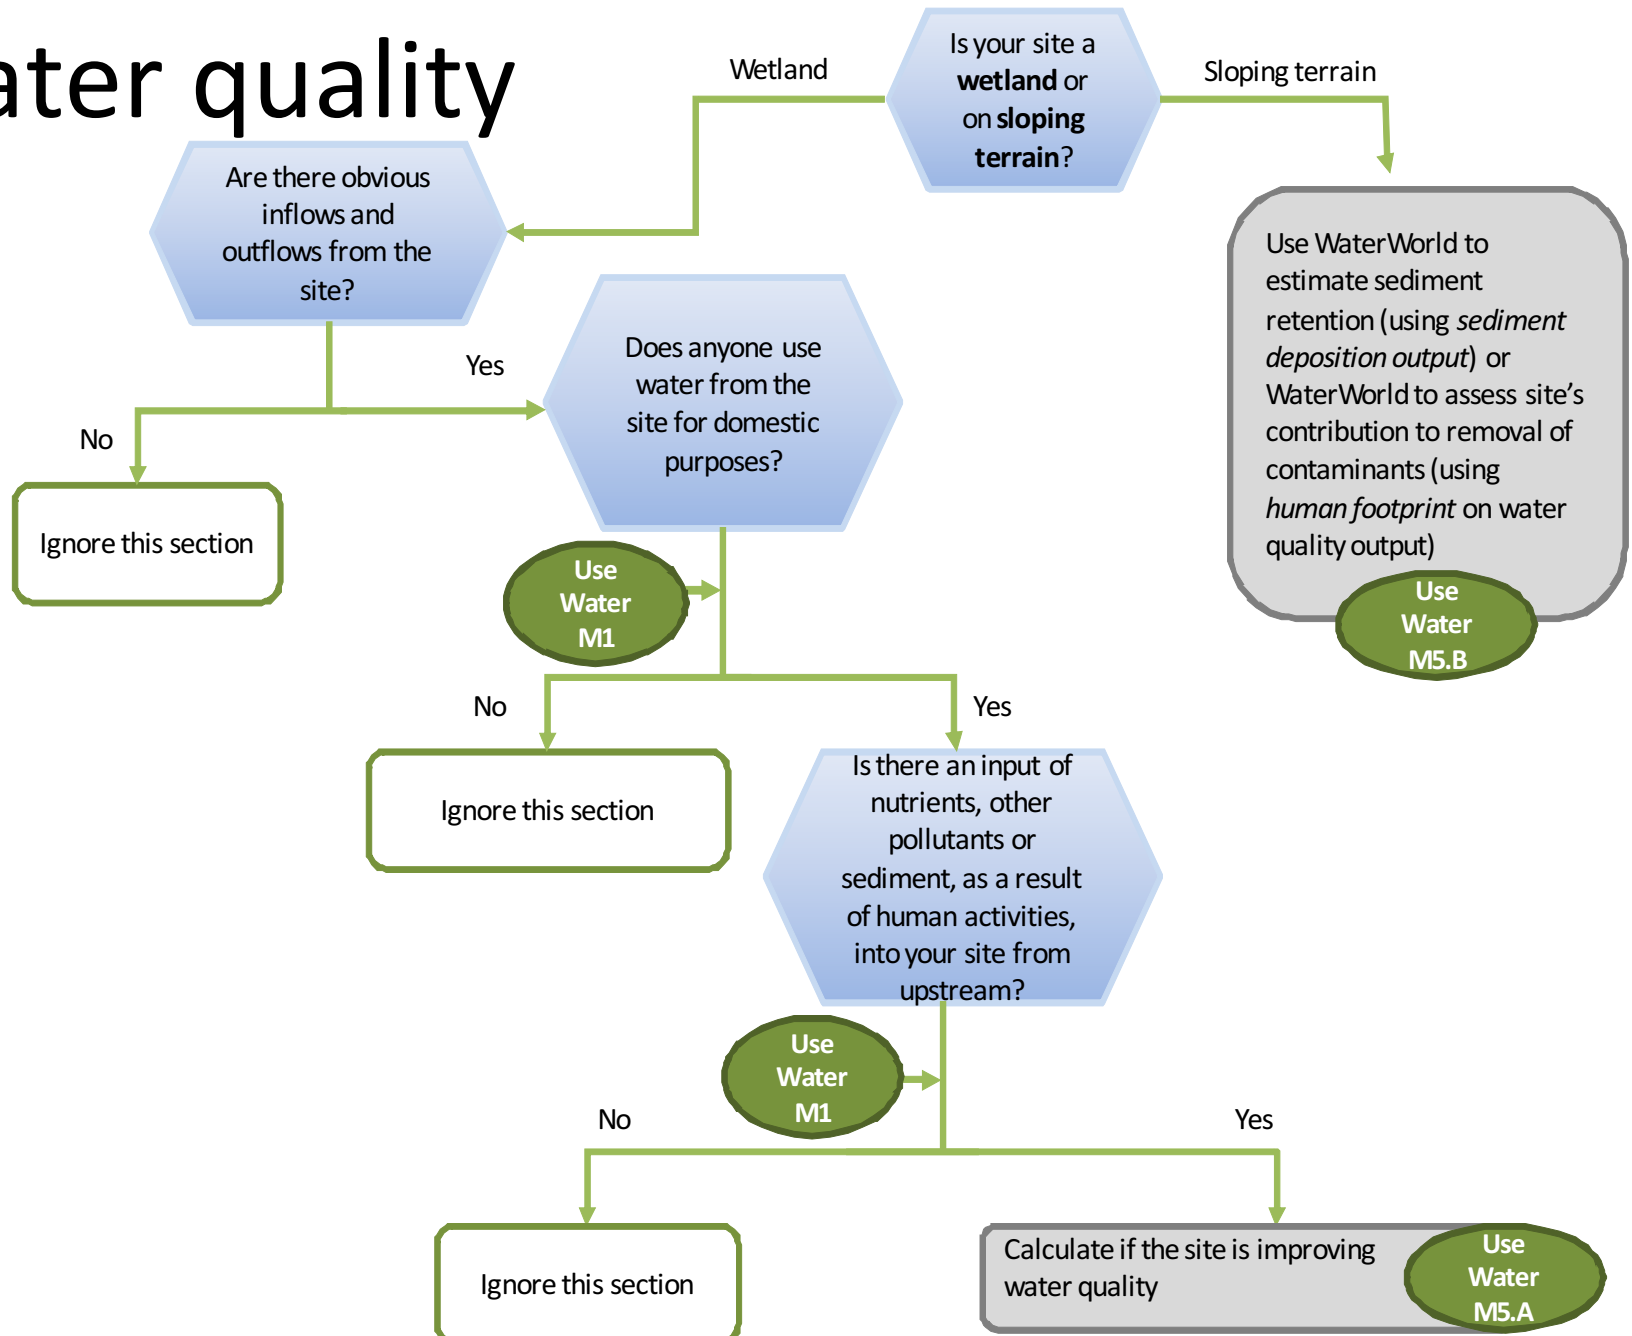 ater quality
Is your site a
wetland or
on sloping
terrain?
Wetland
Sloping terrain
Are there obvious
inflows and
outflows from the
site?
Use WaterWorld to
estimate sediment
retention (using sediment
deposition output) or
WaterWorld to assess site's
contribution to removal of
contaminants (using
human footprint on water
quality output)
Use
Water
M5.B
No
Yes
Ignore this section
Does anyone use
water from the
site for domestic
purposes?
Use
Water
M1
No
Yes
Ignore this section
Is there an input of
nutrients, other
pollutants or
sediment, as a result
of human activities,
into your site from
upstream?
Use
Water
M1
No
Yes
Ignore this section
Calculate if the site is improving
water quality
Use
Water
M5.A